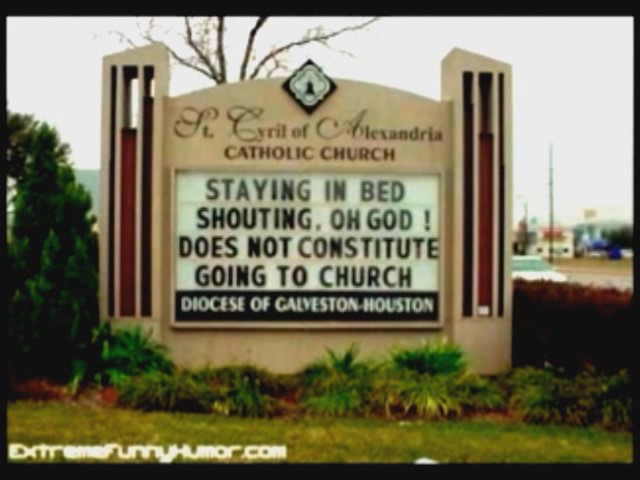 St. Cyril of Alexandria
CATHOLIC CHURCH
STAYING IN BED
SHOUTING, OH GOD !
DOES NOT CONSTITUTE
GOING TO CHURCH
DIOCESE OF GALVESTON-HOUSTON
ExtremeFunnyHumor.com